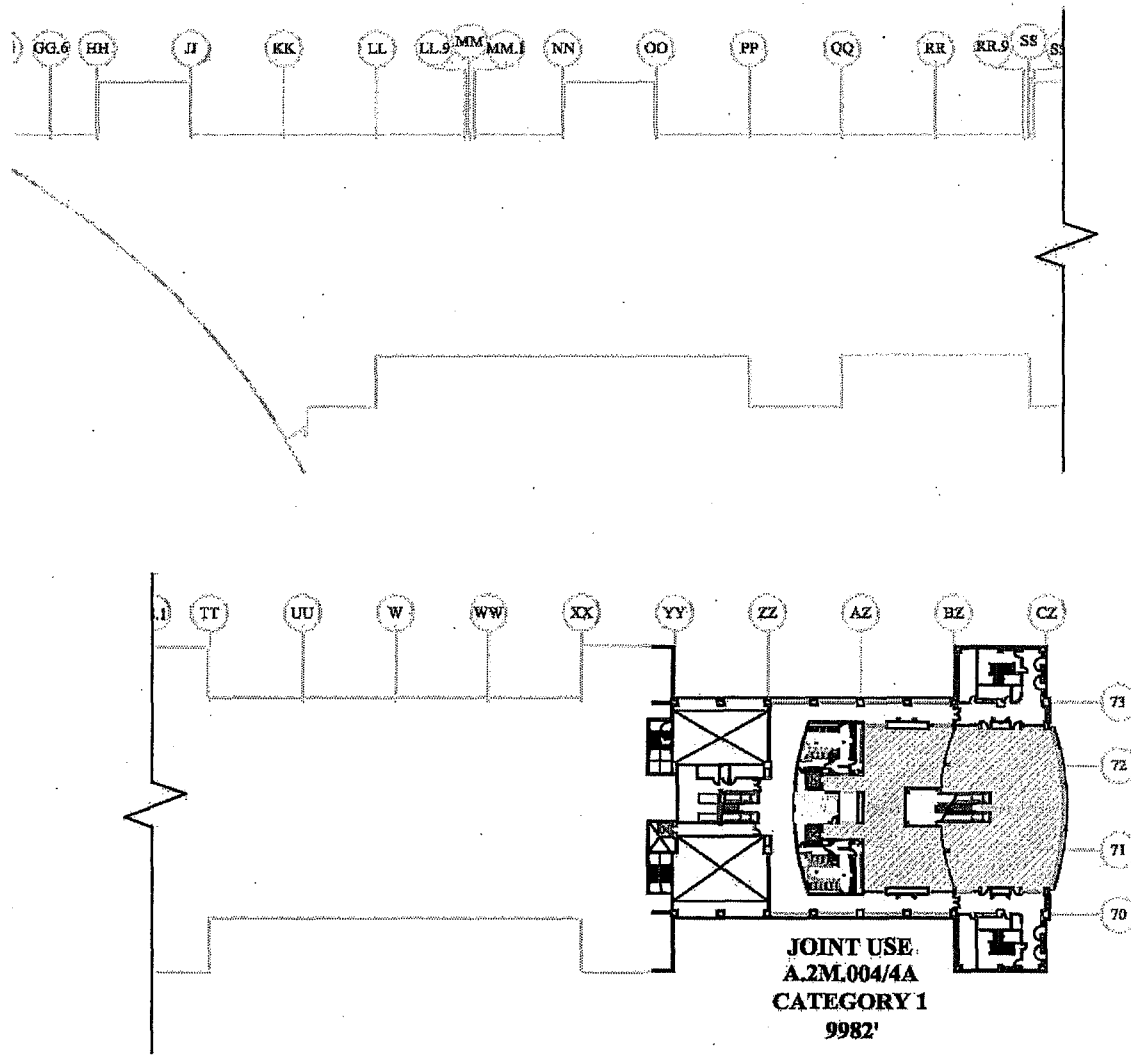 GG.6 HH JJ KK LL LL.9 MM MM.1 NN OO PP QQ RR RR.9 SS
.1 TT UU W WW XX YY ZZ AZ BZ CZ
73
72
71
70
JOINT USE
A.2M.004/4A
CATEGORY 1
9982'